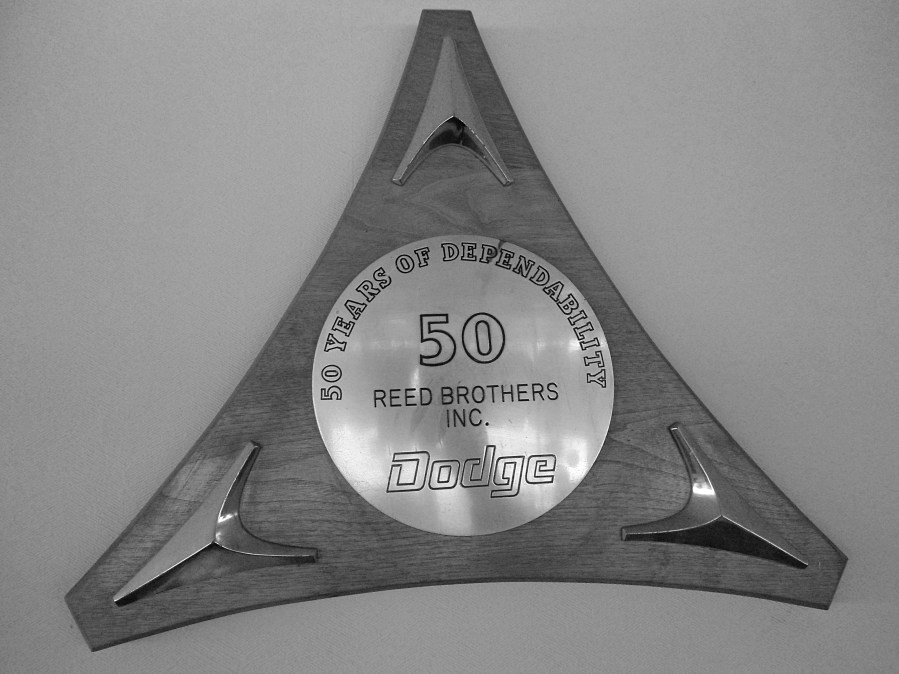 50 YEARS OF DEPENDABILITY
50
REED BROTHERS
INC.
Dodge